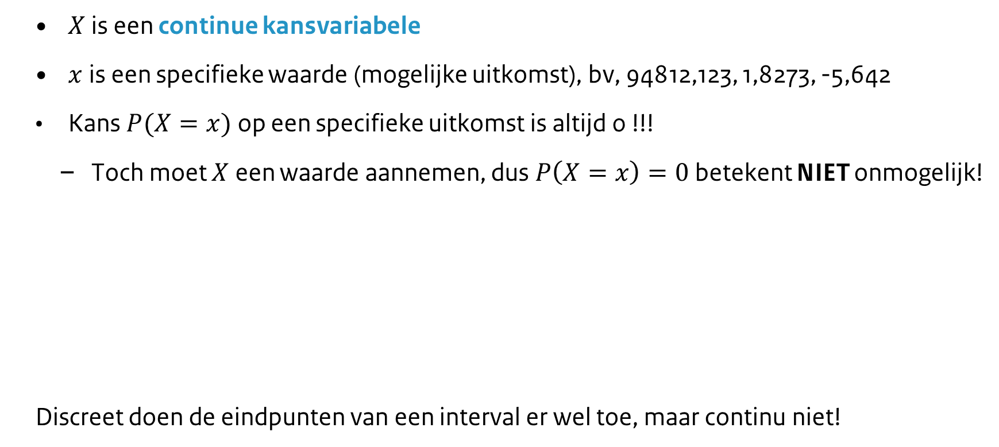 • X is een continue kansvariabele
• x is een specifieke waarde (mogelijke uitkomst), bv, 94812,123, 1,8273, -5,642
• Kans P(X = x) op een specifieke uitkomst is altijd 0 !!!
– Toch moet X een waarde aannemen, dus P(X = x) = 0 betekent NIET onmogelijk!
Discreet doen de eindpunten van een interval er wel toe, maar continu niet!